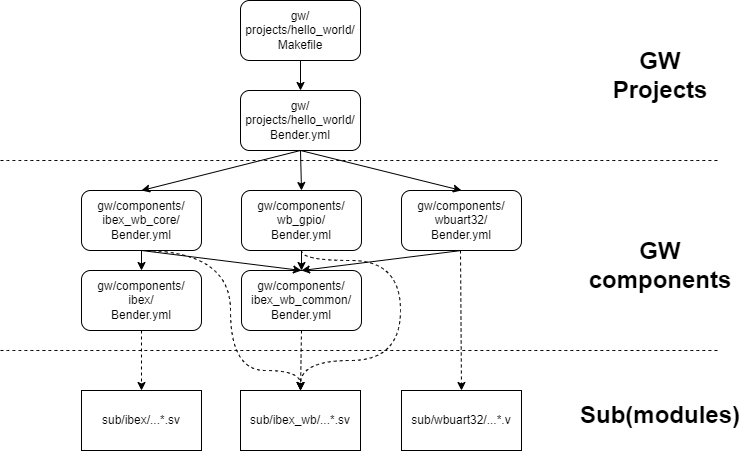 gw/
projects/hello_world/
Makefile
GW
Projects
gw/
projects/hello_world/
Bender.yml
gw/components/
ibex_wb_core/
Bender.yml
gw/components/
wb_gpio/
Bender.yml
gw/components/
wbuart32/
Bender.yml
GW
components
gw/components/
ibex/
Bender.yml
gw/components/
ibex_wb_common/
Bender.yml
sub/ibex/...*.sv
sub/ibex_wb/...*.sv
sub/wbuart32/...*.v
Sub(modules)